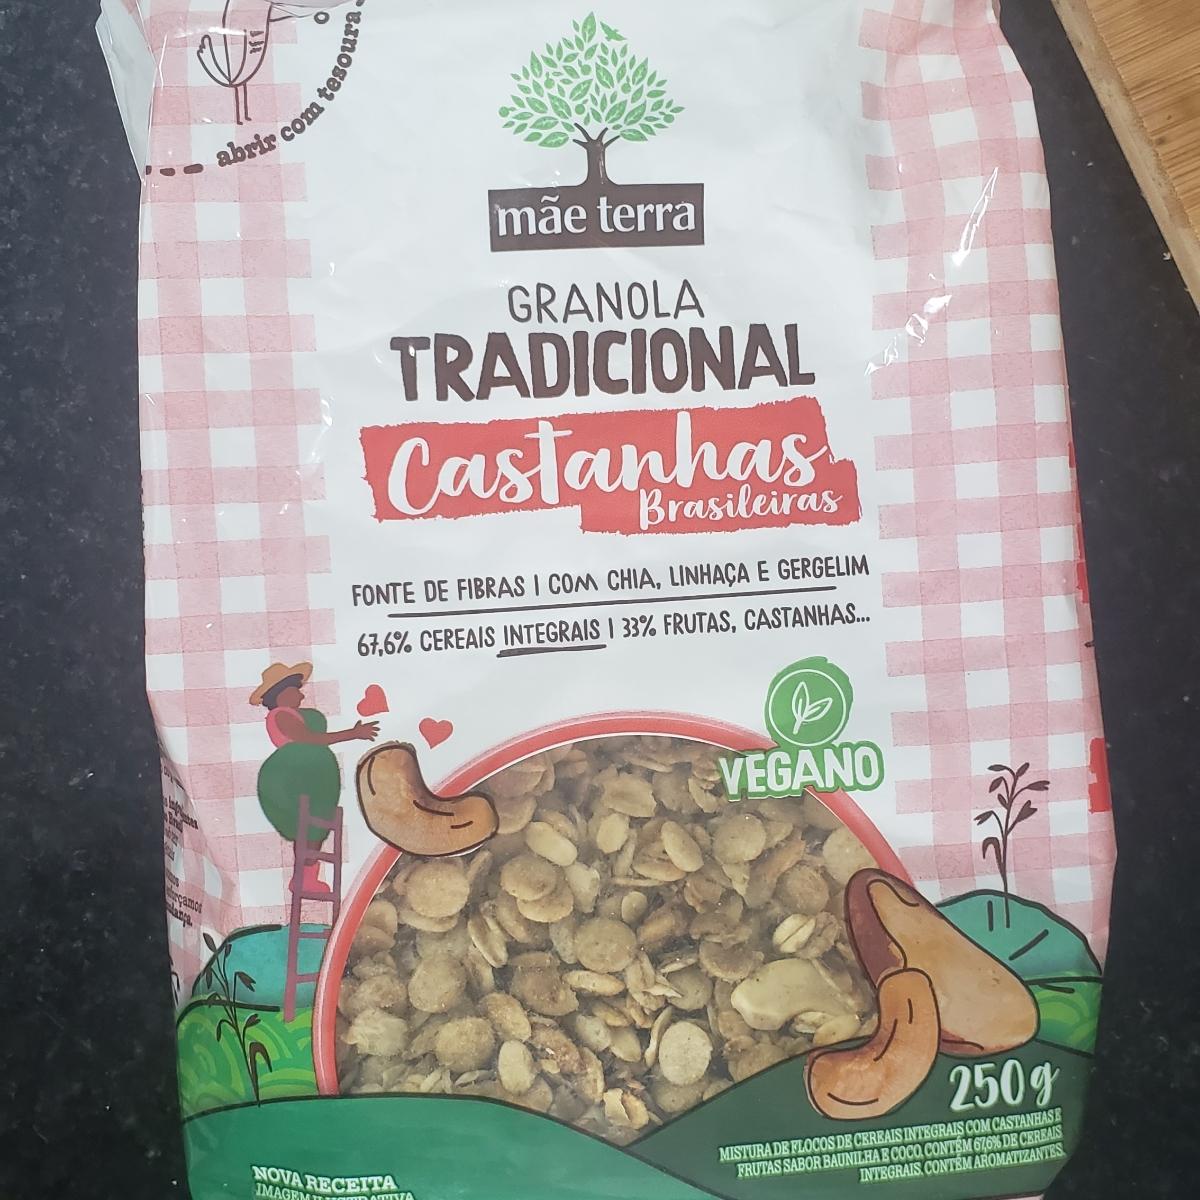 abrir com tesoura
mãe terra
GRANOLA
TRADICIONAL
Castanhas
Brasileiras
FONTE DE FIBRAS | COM CHIA, LINHAÇA E GERGELIM
67,6% CEREAIS INTEGRAIS | 33% FRUTAS, CASTANHAS...
VEGANO
250g
MISTURA DE FLOCOS DE CEREAIS INTEGRAIS COM CASTANHAS E
FRUTAS SABOR BAUNILHA E COCO. CONTÉM 67,6% DE CEREAIS
INTEGRAIS. CONTÉM AROMATIZANTES.
NOVA RECEITA
IMAGEM ILUSTRATIVA